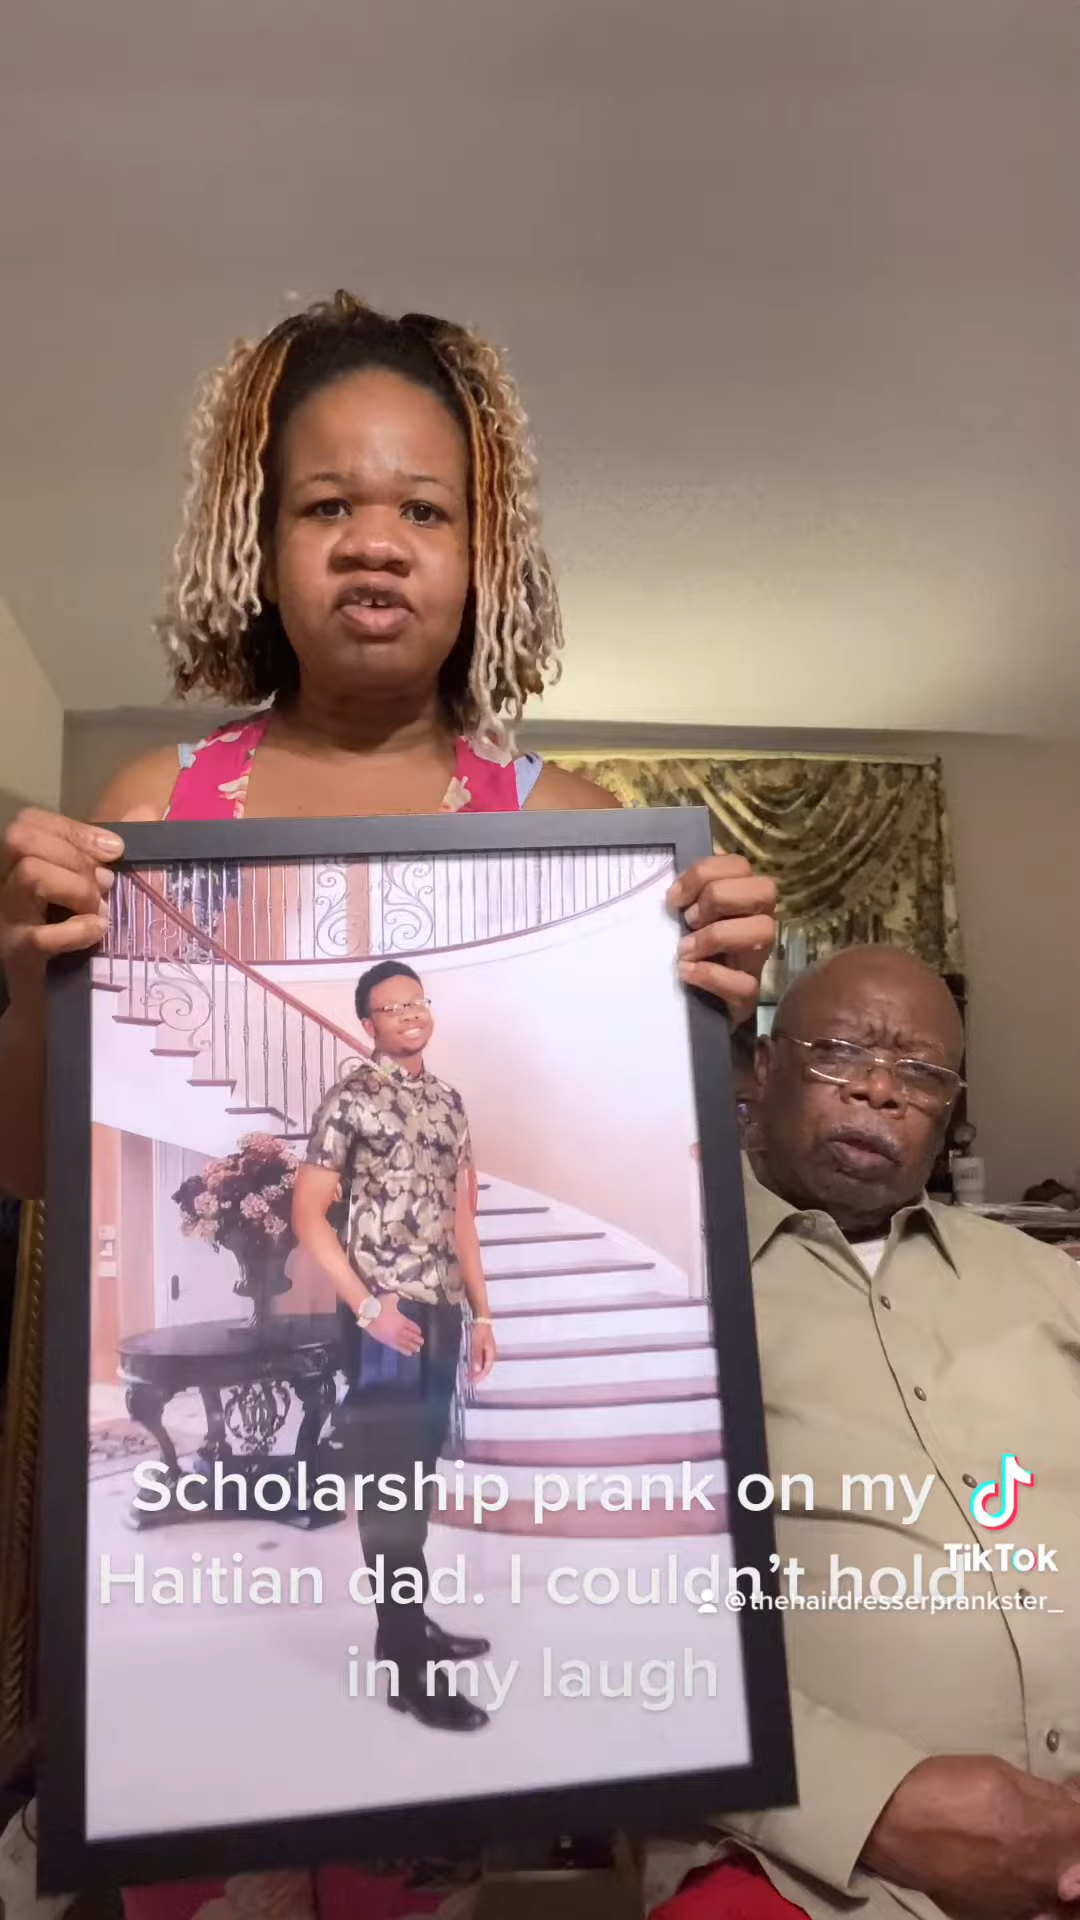 Scholarship prank on my
Haitian dad. I couldn’t hold
in my laugh
TikTok
@thehairdresserprankster_